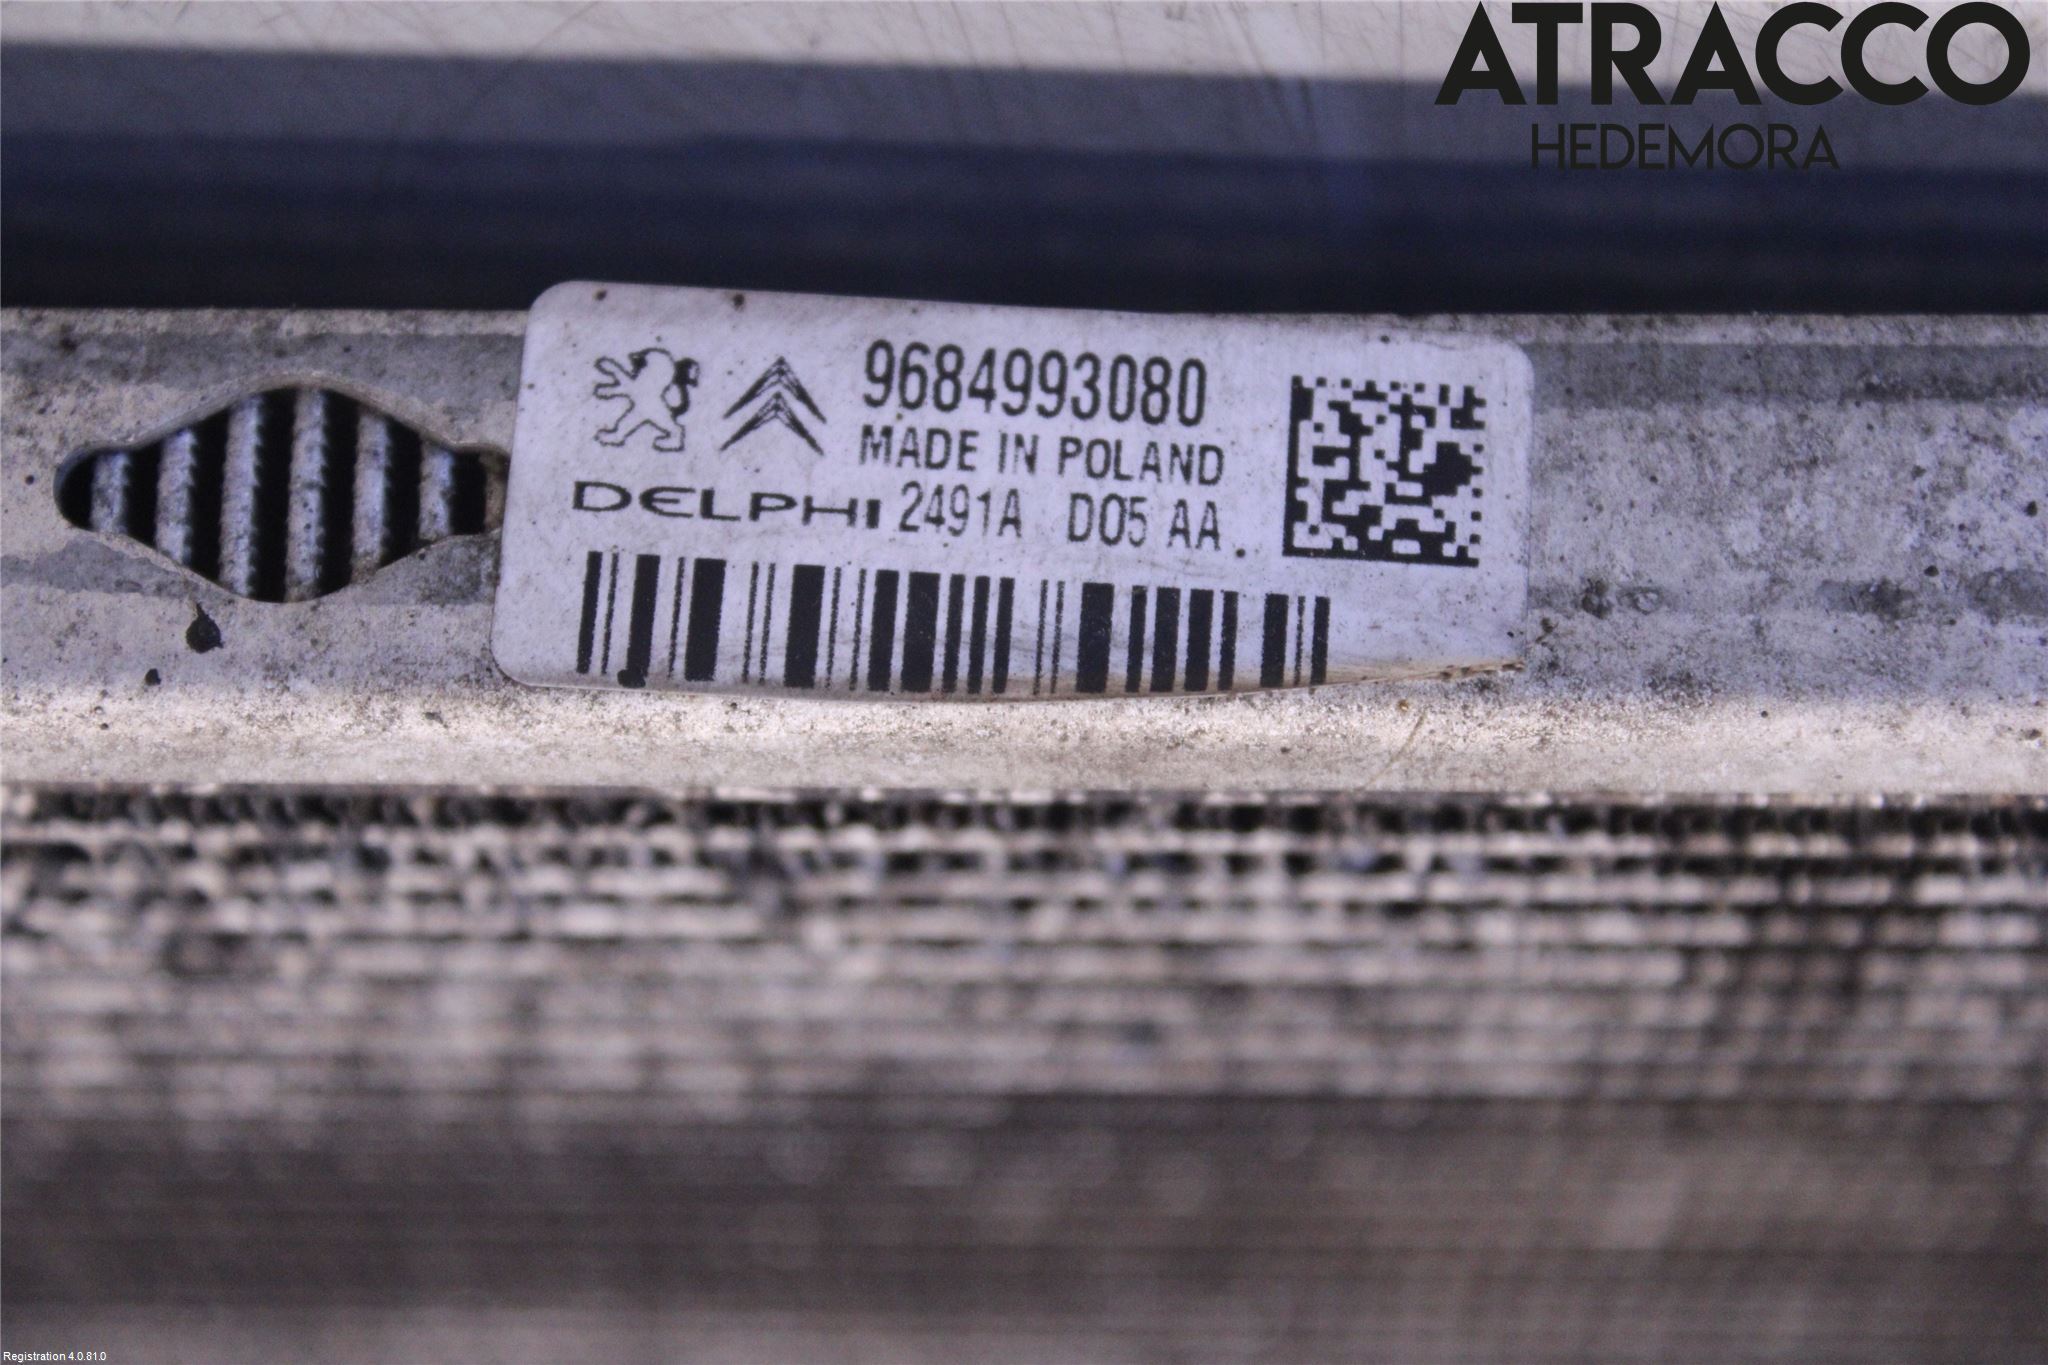 ATRACCO
HEDEMORA
9684993080
MADE IN POLAND
DELPHI 2491A D05 AA
Registration 4.0.81.0